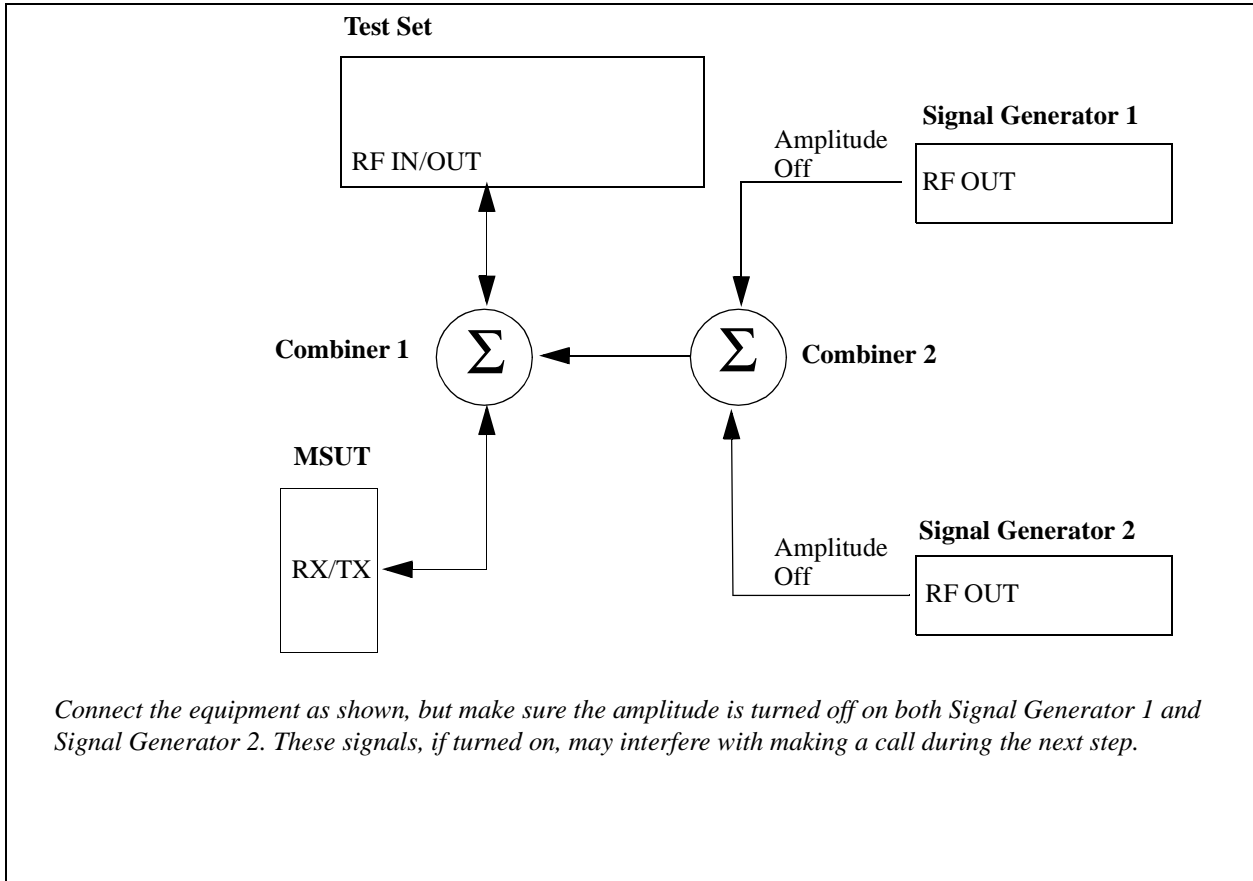 Test Set
RF IN/OUT
Signal Generator 1
Amplitude
Off
RF OUT
Combiner 1
Σ
Σ
Combiner 2
MSUT
RX/TX
Signal Generator 2
Amplitude
Off
RF OUT
Connect the equipment as shown, but make sure the amplitude is turned off on both Signal Generator 1 and
Signal Generator 2. These signals, if turned on, may interfere with making a call during the next step.